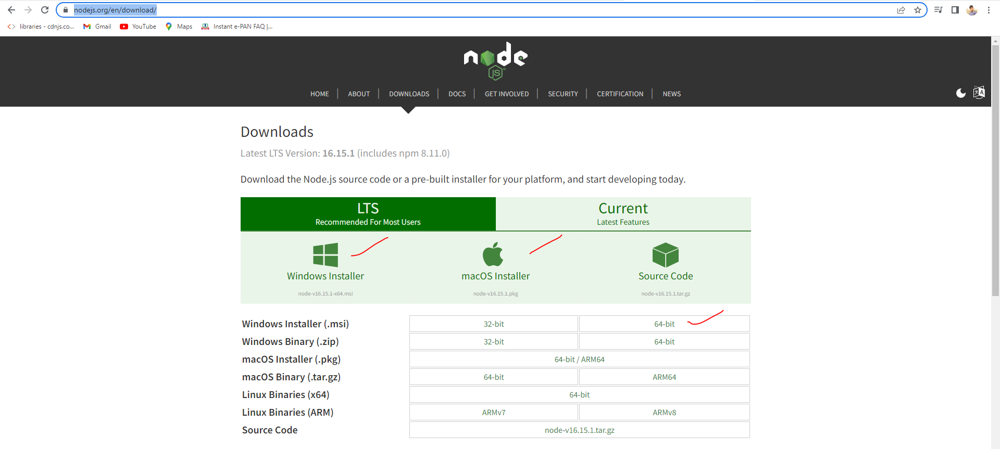 nodejs.org/en/download/
libraries - cdnjs.co... Gmail YouTube Maps Instant e-PAN FAQ |...
node
JS
HOME ABOUT DOWNLOADS DOCS GET INVOLVED SECURITY CERTIFICATION NEWS
Downloads
Latest LTS Version: 16.15.1 (includes npm 8.11.0)
Download the Node.js source code or a pre-built installer for your platform, and start developing today.
LTS Current
Recommended For Most Users Latest Features
Windows Installer macOS Installer Source Code
node-v16.15.1-x64.msi node-v16.15.1.pkg node-v16.15.1.tar.gz
Windows Installer (.msi) 32-bit 64-bit
Windows Binary (.zip) 32-bit 64-bit
macOS Installer (.pkg) 64-bit / ARM64
macOS Binary (.tar.gz) 64-bit ARM64
Linux Binaries (x64) 64-bit
Linux Binaries (ARM) ARMv7 ARMv8
Source Code node-v16.15.1.tar.gz